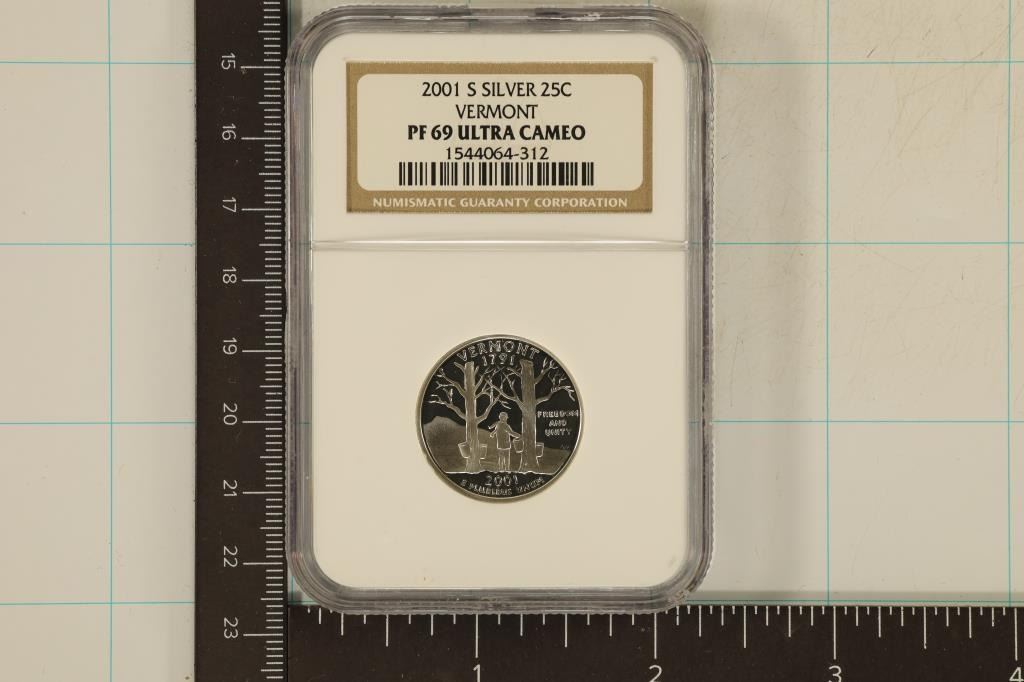 2001 S SILVER 25C
VERMONT
PF 69 ULTRA CAMEO
1544064-312
NUMISMATIC GUARANTY CORPORATION
VERMONT
1791
FREEDOM
AND
UNITY
2001
E PLURIBUS UNUM
15
16
17
18
19
20
21
22
23
1
2
3
4